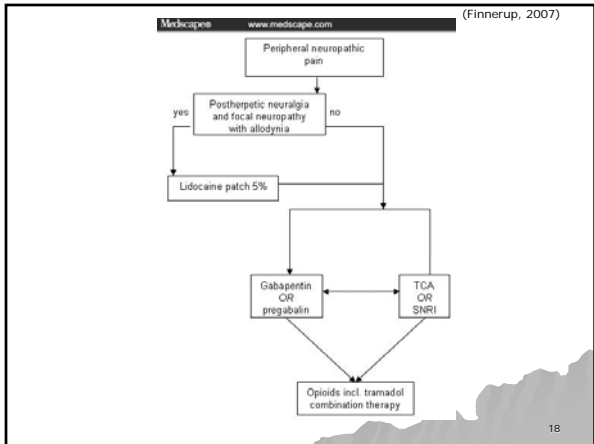 (Finnerup, 2007)
Medscape® www.medscape.com
Peripheral neuropathic
pain
yes
Postherpetic neuralgia
and focal neuropathy
with allodynia
no
Lidocaine patch 5%
Gabapentin
OR
pregabalin
TCA
OR
SNRI
Opioids incl. tramadol
combination therapy
18